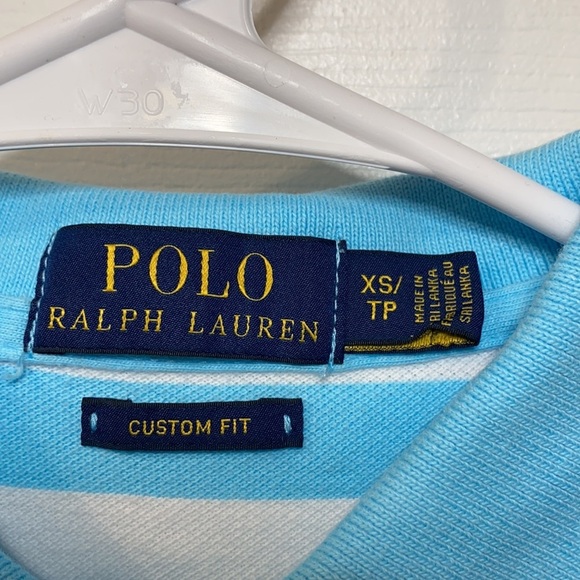 W30
POLO
RALPH LAUREN
XS/
TP
MADE IN
SRI LANKA
FABRIQUÉ AU
SRI LANKA
CUSTOM FIT